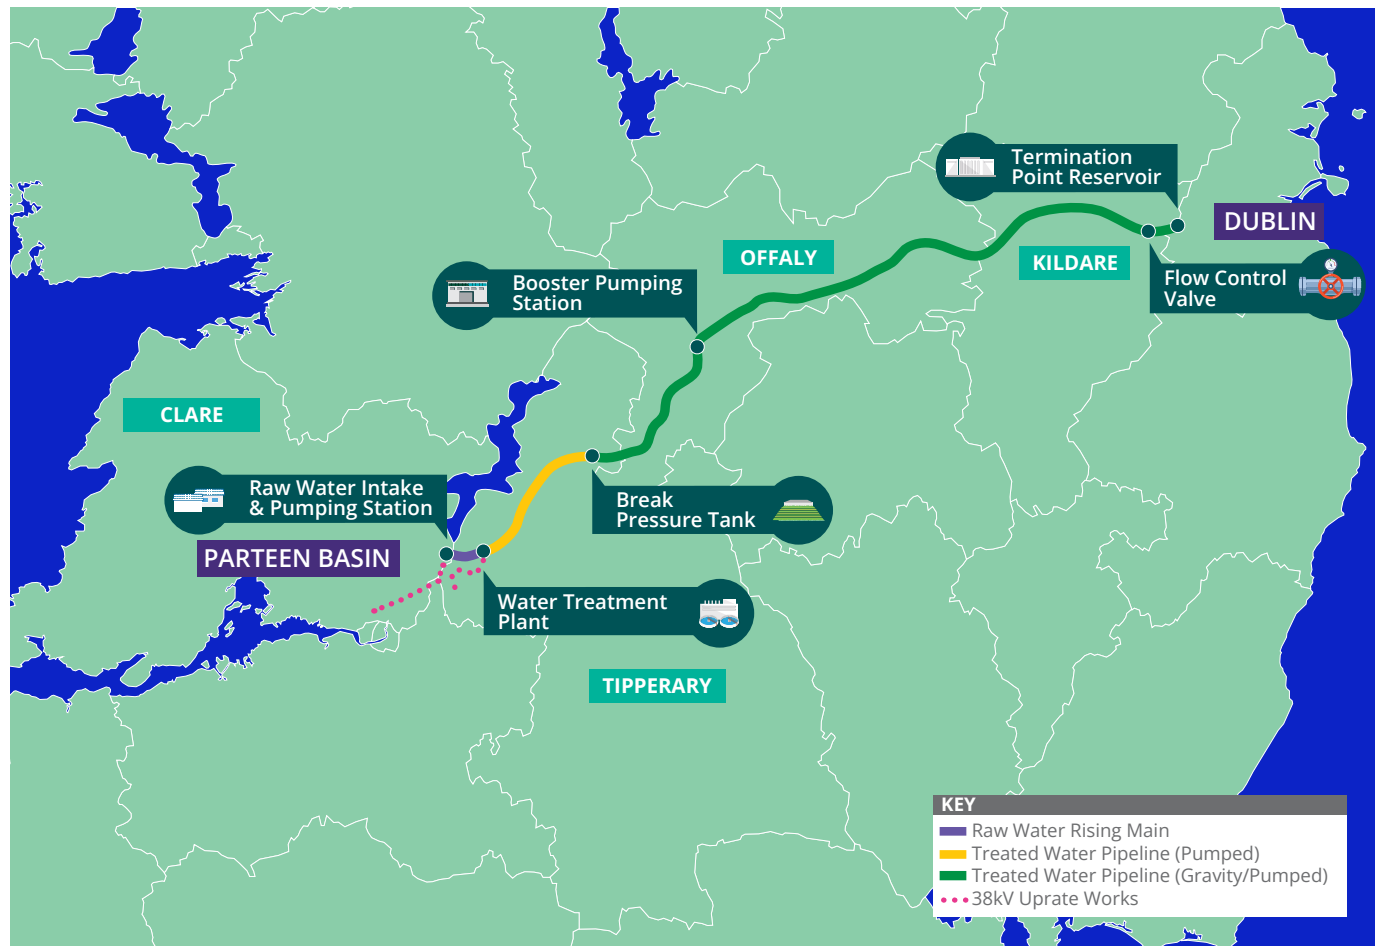 Termination
Point Reservoir
DUBLIN
OFFALY
KILDARE
Booster Pumping
Station
Flow Control
Valve
CLARE
Raw Water Intake
& Pumping Station
Break
Pressure Tank
PARTEEN BASIN
Water Treatment
Plant
TIPPERARY
KEY
Raw Water Rising Main
Treated Water Pipeline (Pumped)
Treated Water Pipeline (Gravity/Pumped)
38kV Uprate Works